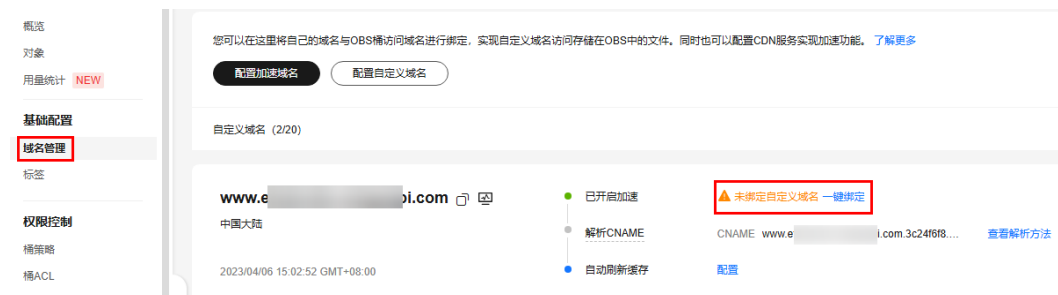 概览
对象
用量统计 NEW
基础配置
域名管理
标签
权限控制
桶策略
桶ACL
您可以在这里将自己的域名与OBS桶访问域名进行绑定，实现自定义域名访问存储在OBS中的文件。同时也可以配置CDN服务实现加速功能。 了解更多
配置加速域名 配置自定义域名
自定义域名（2/20）
www.e pi.com
中国大陆
2023/04/06 15:02:52 GMT+08:00
已开启加速 未绑定自定义域名 一键绑定
解析CNAME CNAME www.e i.com.3c24f6f8.... 查看解析方法
自动刷新缓存 配置